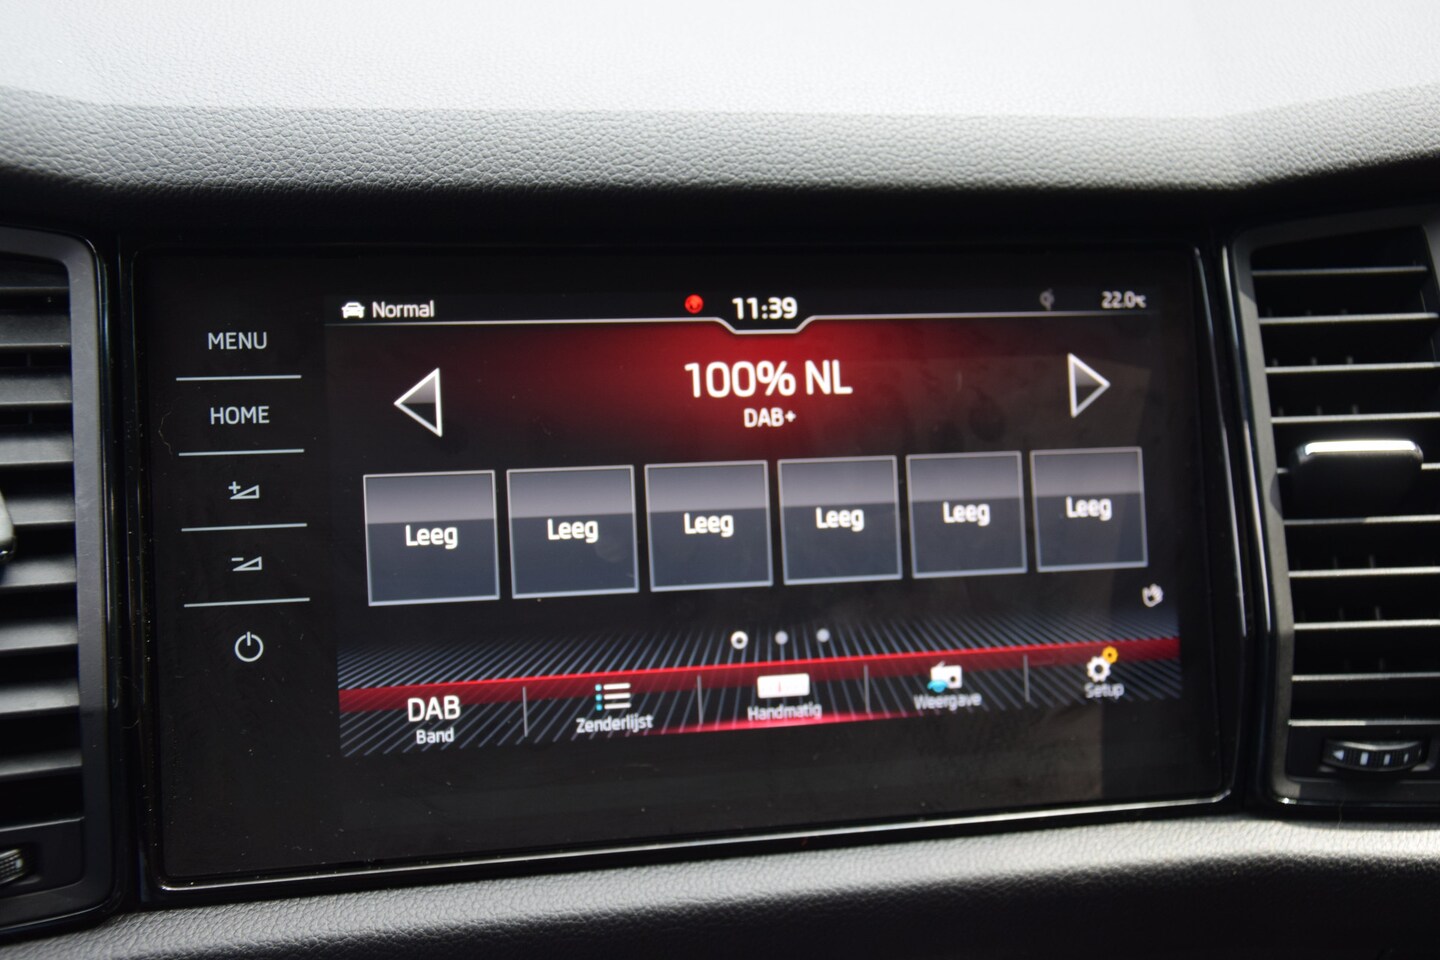 MENU
HOME
Normal
11:39
22.0°C
100% NL
DAB+
Leeg
Leeg
Leeg
Leeg
Leeg
Leeg
DAB
Band
Zenderlijst
Handmatig
Weergave
Setup